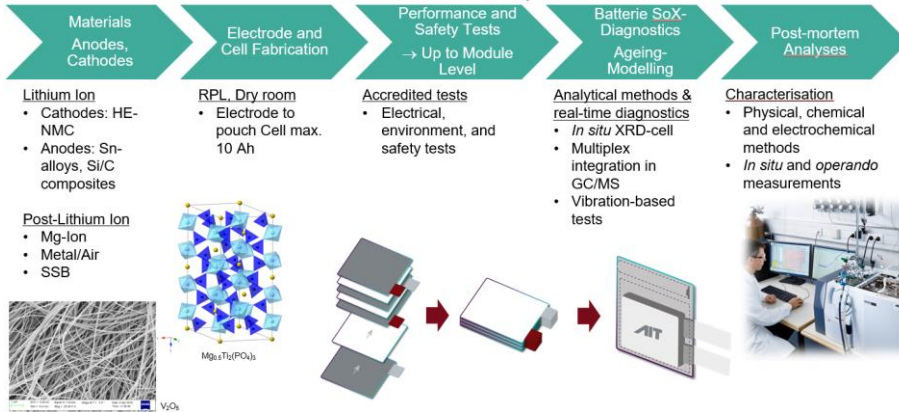 Materials
Anodes,
Cathodes
Electrode and
Cell Fabrication
Performance and
Safety Tests
→ Up to Module
Level
Batterie SoX-
Diagnostics
Ageing-
Modelling
Post-mortem
Analyses
Lithium Ion
• Cathodes: HE-
NMC
• Anodes: Sn-
alloys, Si/C
composites
Post-Lithium Ion
• Mg-Ion
• Metal/Air
• SSB
RPL, Dry room
• Electrode to
pouch Cell max.
10 Ah
Accredited tests
• Electrical,
environment, and
safety tests
Analytical methods &
real-time diagnostics
• In situ XRD-cell
• Multiplex
integration in
GC/MS
• Vibration-based
tests
Characterisation
• Physical, chemical
and electrochemical
methods
• In situ and operando
measurements
Mg0.5Ti2(PO4)3
V2O5
AIT